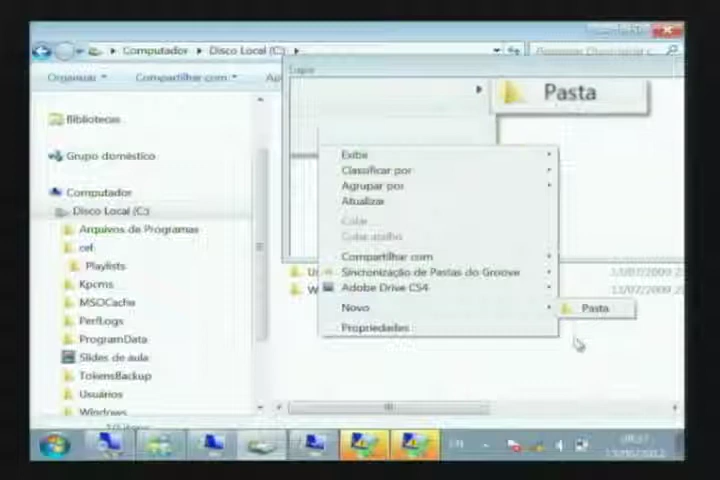 Computador
Disco Local (C:)
Organizar
Compartilhar com
Pasta
Bibliotecas
Grupo doméstico
Computador
Disco Local (C:)
Arquivos de Programas
cef
Playlists
Kpcms
MSOCache
PerfLogs
ProgramData
Slides de aula
TokensBackup
Usuários
Windows
Exibir
Classificar por
Agrupar por
Atualizar
Colar
Colar atalho
Compartilhar com
Sincronização de Pastas do Groove
Adobe Drive CS4
Novo
Propriedades
Pasta